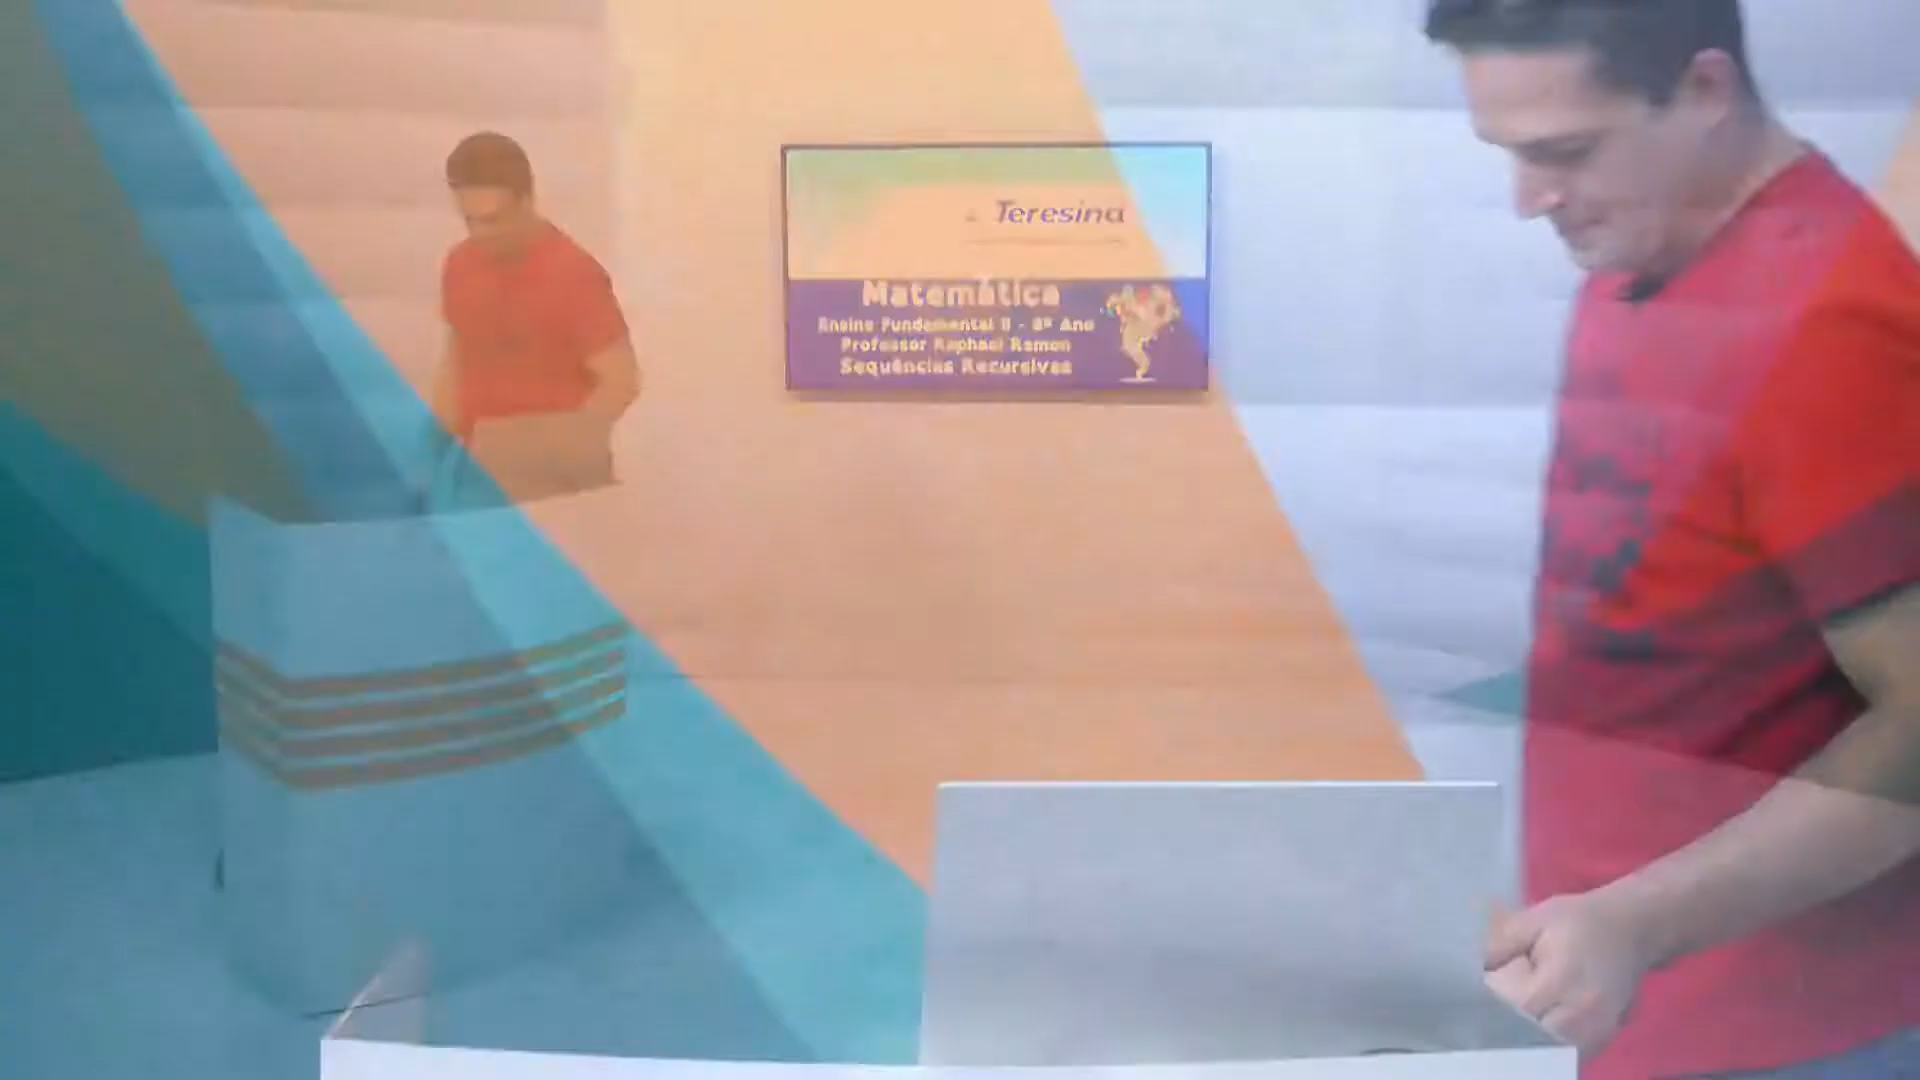 Teresina
Matemática
Ensino Fundamental II - 8º Ano
Professor Raphael Ramon
Sequências Recursivas